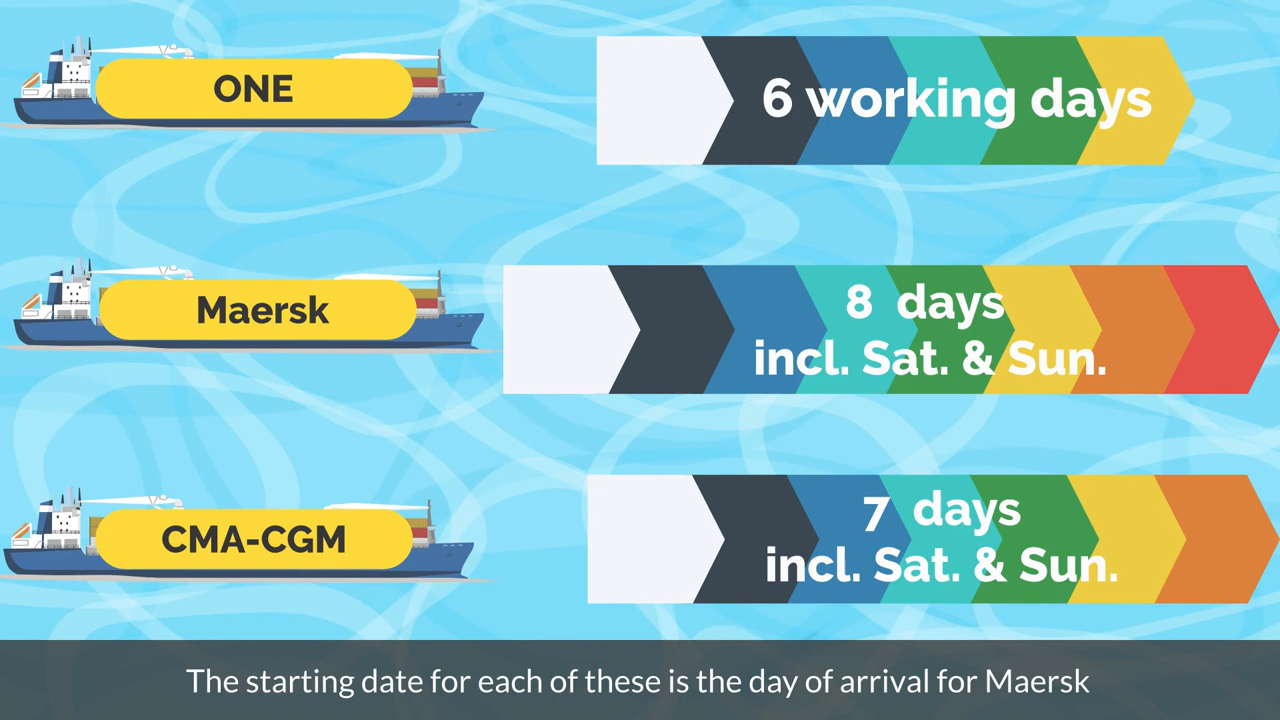 ONE
6 working days
Maersk
8 days
incl. Sat. & Sun.
CMA-CGM
7 days
incl. Sat. & Sun.
The starting date for each of these is the day of arrival for Maersk